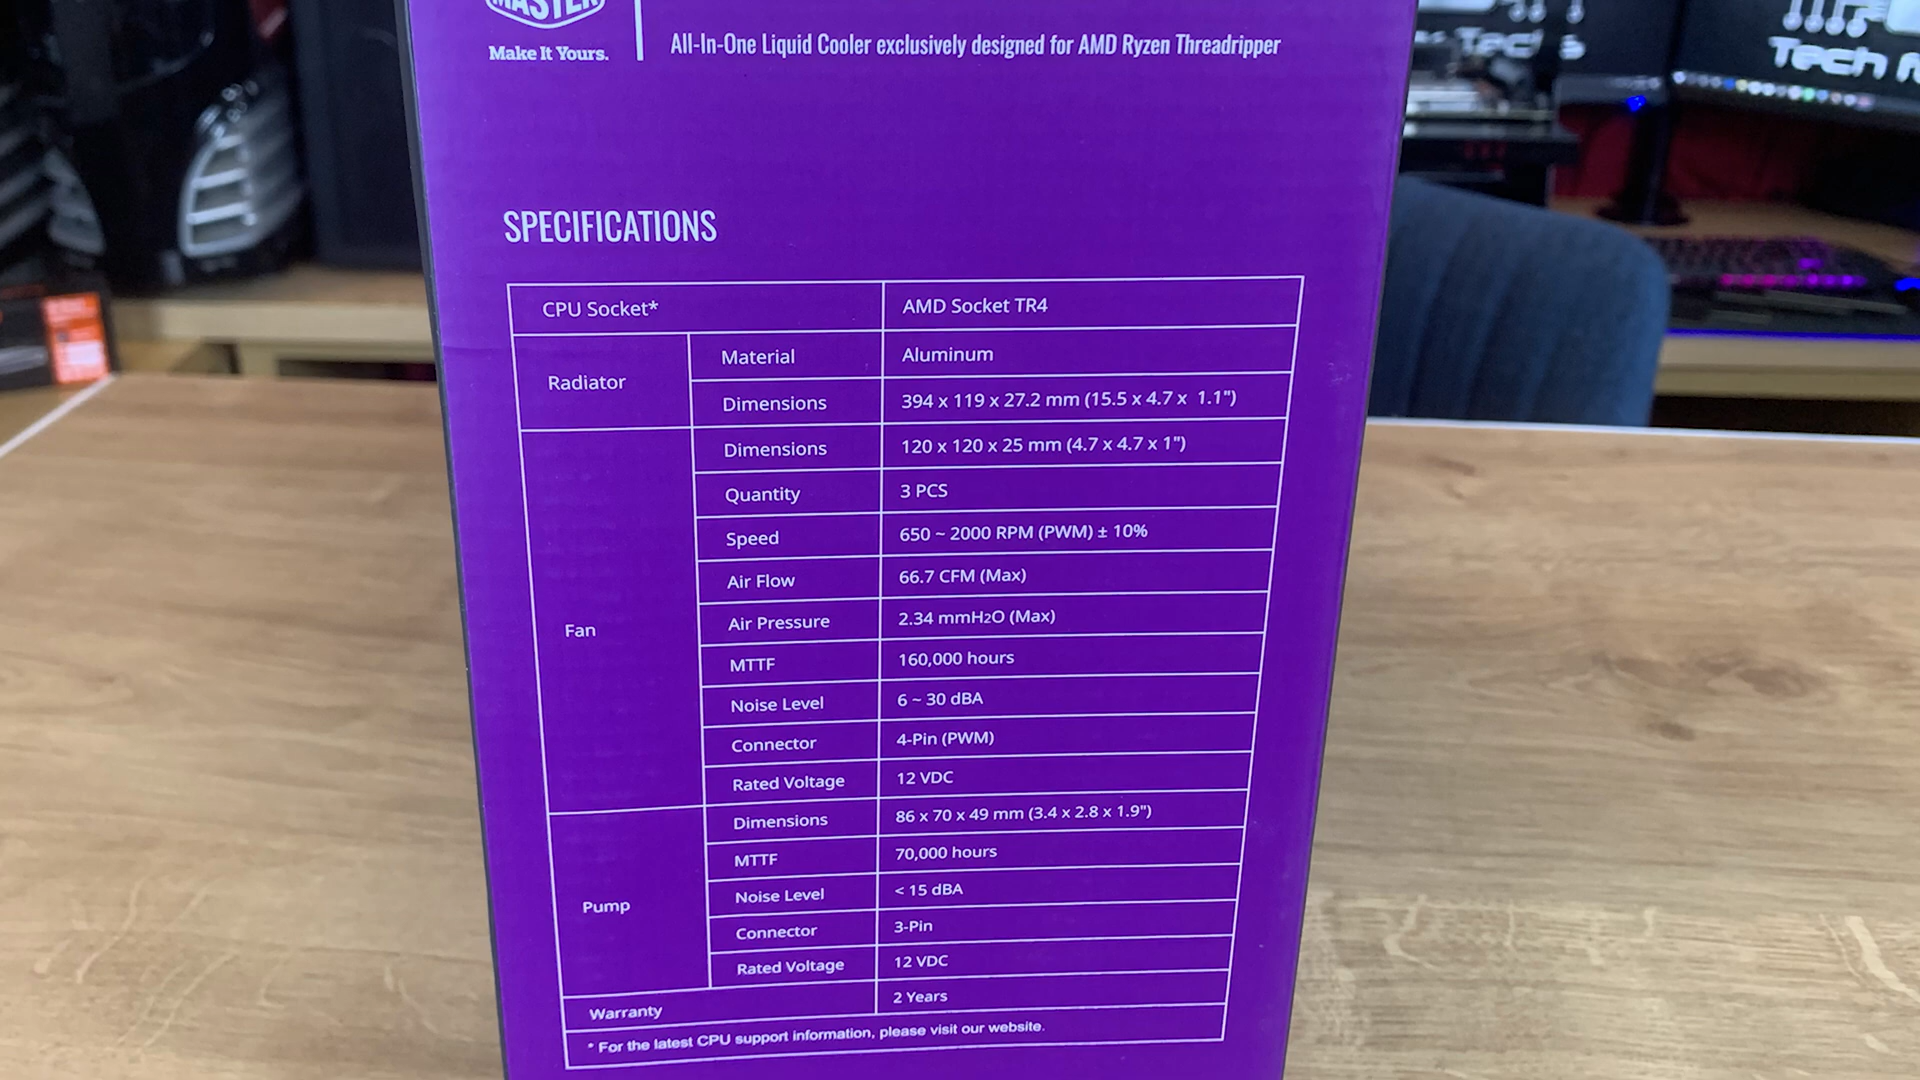 MASTER
Make It Yours.
All-In-One Liquid Cooler exclusively designed for AMD Ryzen Threadripper
Tech
Tech
SPECIFICATIONS
CPU Socket* AMD Socket TR4
Radiator
Material Aluminum
Dimensions 394 x 119 x 27.2 mm (15.5 x 4.7 x 1.1")
Fan
Dimensions 120 x 120 x 25 mm (4.7 x 4.7 x 1")
Quantity 3 PCS
Speed 650 ~ 2000 RPM (PWM) ± 10%
Air Flow 66.7 CFM (Max)
Air Pressure 2.34 mmH2O (Max)
MTTF 160,000 hours
Noise Level 6 ~ 30 dBA
Connector 4-Pin (PWM)
Rated Voltage 12 VDC
Pump
Dimensions 86 x 70 x 49 mm (3.4 x 2.8 x 1.9")
MTTF 70,000 hours
Noise Level < 15 dBA
Connector 3-Pin
Rated Voltage 12 VDC
Warranty 2 Years
* For the latest CPU support information, please visit our website.